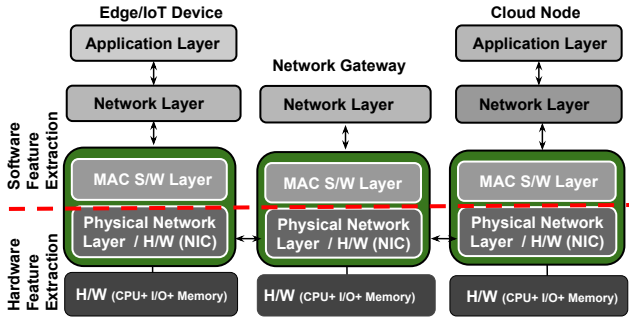 Edge/IoT Device
Cloud Node
Application Layer
Application Layer
Network Gateway
Network Layer
Network Layer
Network Layer
Software
Feature
Extraction
MAC S/W Layer
MAC S/W Layer
MAC S/W Layer
Physical Network
Layer / H/W (NIC)
Physical Network
Layer / H/W (NIC)
Physical Network
Layer / H/W (NIC)
Hardware
Feature
Extraction
H/W (CPU+ I/O+ Memory)
H/W (CPU+ I/O+ Memory)
H/W (CPU+ I/O+ Memory)